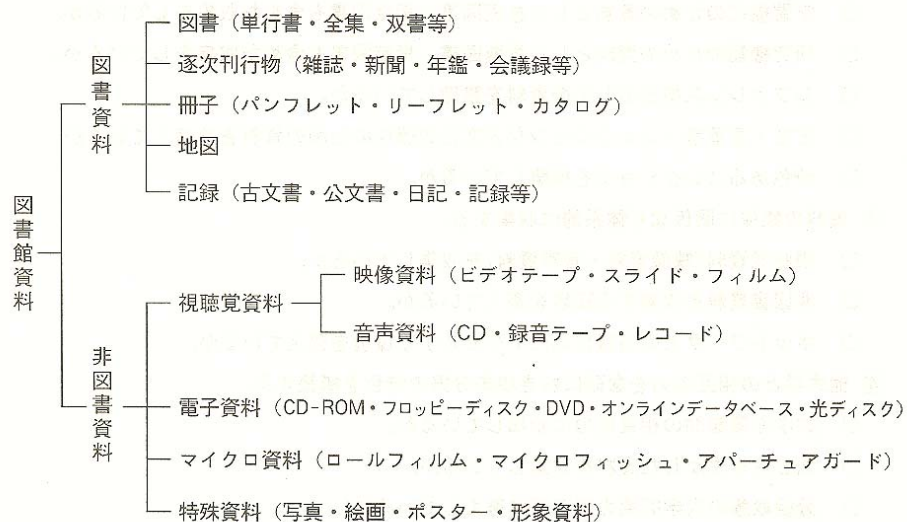 図書館資料
図書資料
図書（単行書・全集・双書等）
逐次刊行物（雑誌・新聞・年鑑・会議録等）
冊子（パンフレット・リーフレット・カタログ）
地図
記録（古文書・公文書・日記・記録等）
非図書資料
視聴覚資料
映像資料（ビデオテープ・スライド・フィルム）
音声資料（CD・録音テープ・レコード）
電子資料（CD-ROM・フロッピーディスク・DVD・オンラインデータベース・光ディスク）
マイクロ資料（ロールフィルム・マイクロフィッシュ・アパーチュアガード）
特殊資料（写真・絵画・ポスター・形象資料）